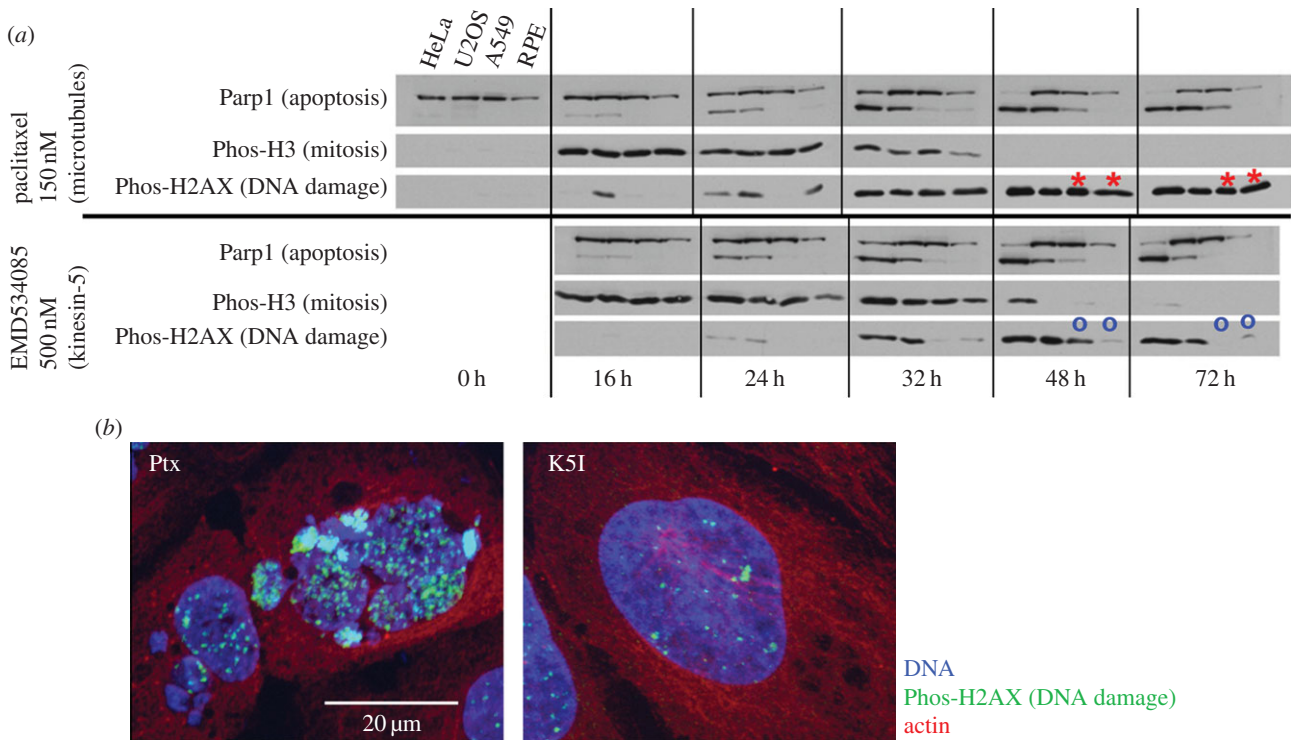 (a)
HeLa
U2OS
A549
RPE
paclitaxel
150 nM
(microtubules)
Parp1 (apoptosis)
Phos-H3 (mitosis)
Phos-H2AX (DNA damage)
* *
* *
EMD534085
500 nM
(kinesin-5)
Parp1 (apoptosis)
Phos-H3 (mitosis)
Phos-H2AX (DNA damage)
o o
o o
0 h 16 h 24 h 32 h 48 h 72 h
(b)
Ptx
K5I
20 µm
DNA
Phos-H2AX (DNA damage)
actin